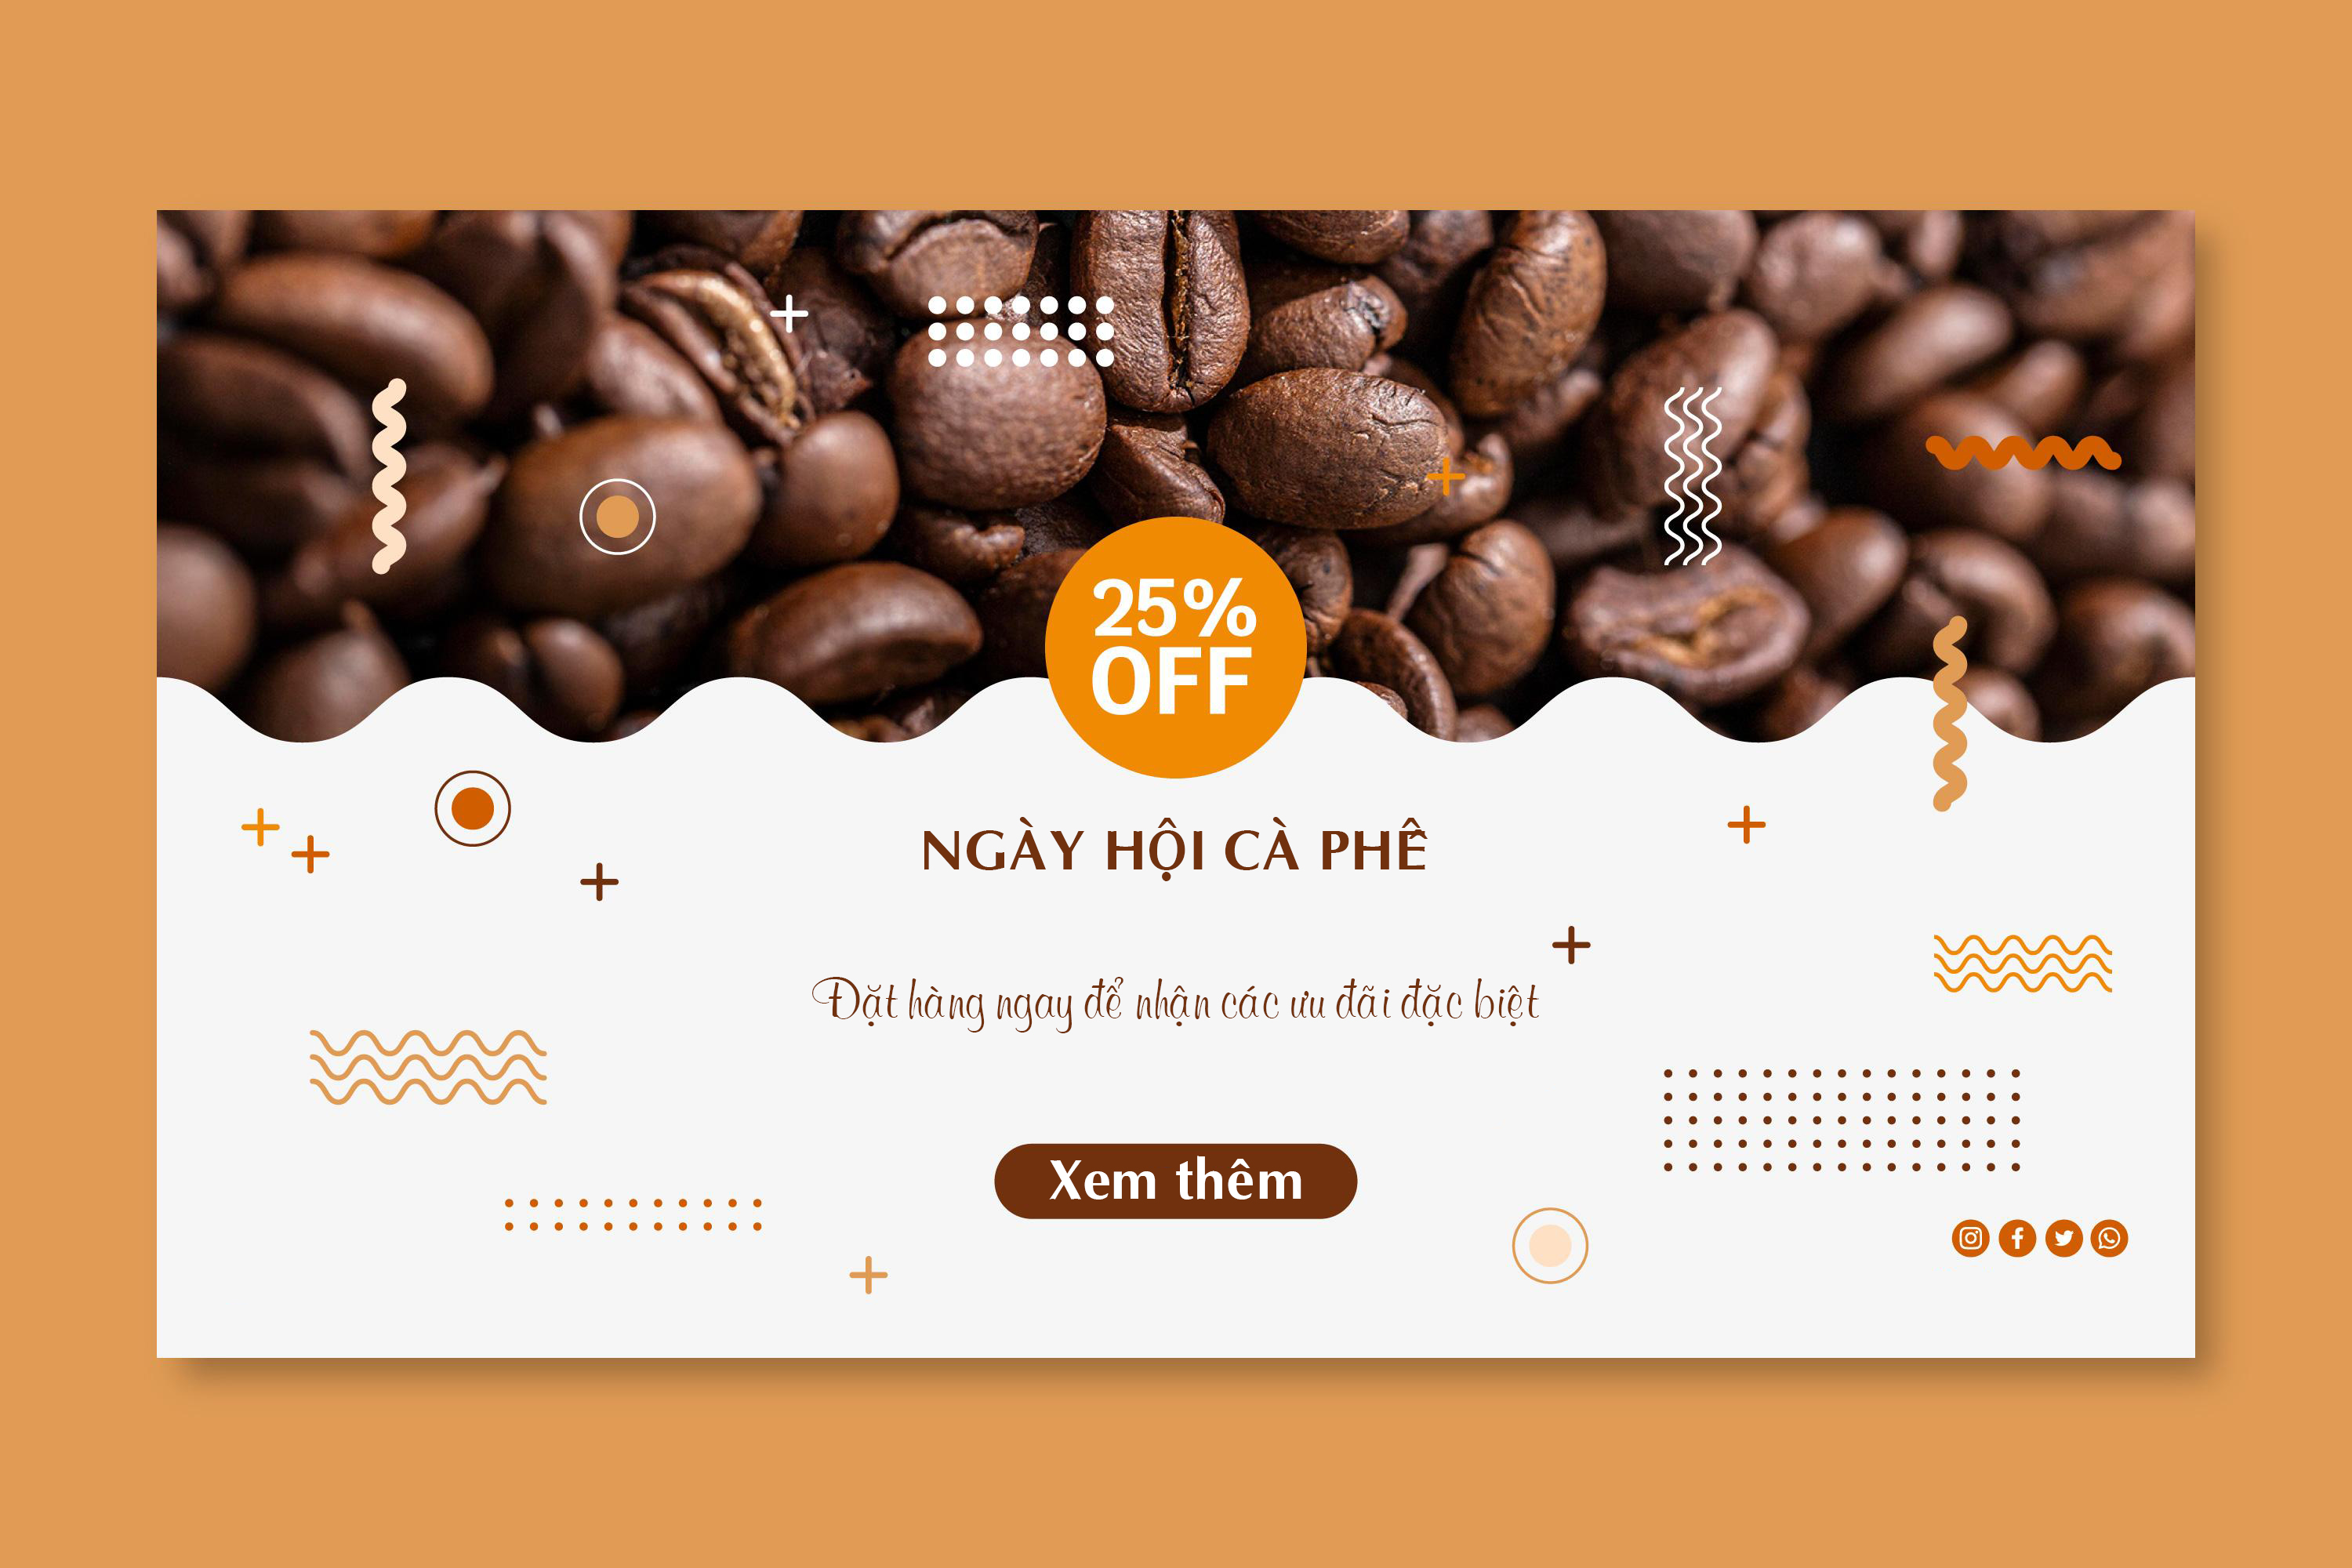 25%
OFF
NGÀY HỘI CÀ PHÊ
Đặt hàng ngay để nhận các ưu đãi đặc biệt
Xem thêm